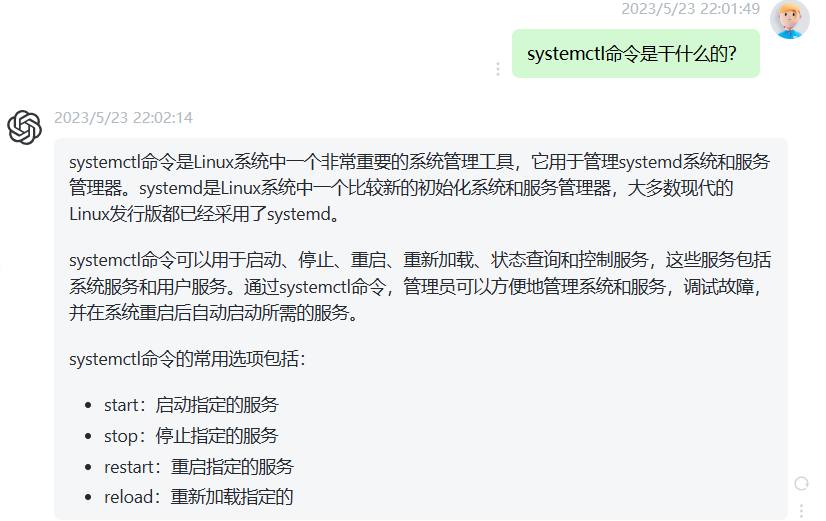 2023/5/23 22:01:49
systemctl命令是干什么的？
2023/5/23 22:02:14
systemctl命令是Linux系统中一个非常重要的系统管理工具，它用于管理systemd系统和服务
管理器。systemd是Linux系统中一个比较新的初始化系统和服务管理器，大多数现代的
Linux发行版都已经采用了systemd。
systemctl命令可以用于启动、停止、重启、重新加载、状态查询和控制服务，这些服务包括
系统服务和用户服务。通过systemctl命令，管理员可以方便地管理系统和服务，调试故障，
并在系统重启后自动启动所需的服务。
systemctl命令的常用选项包括：
• start：启动指定的服务
• stop：停止指定的服务
• restart：重启指定的服务
• reload：重新加载指定的